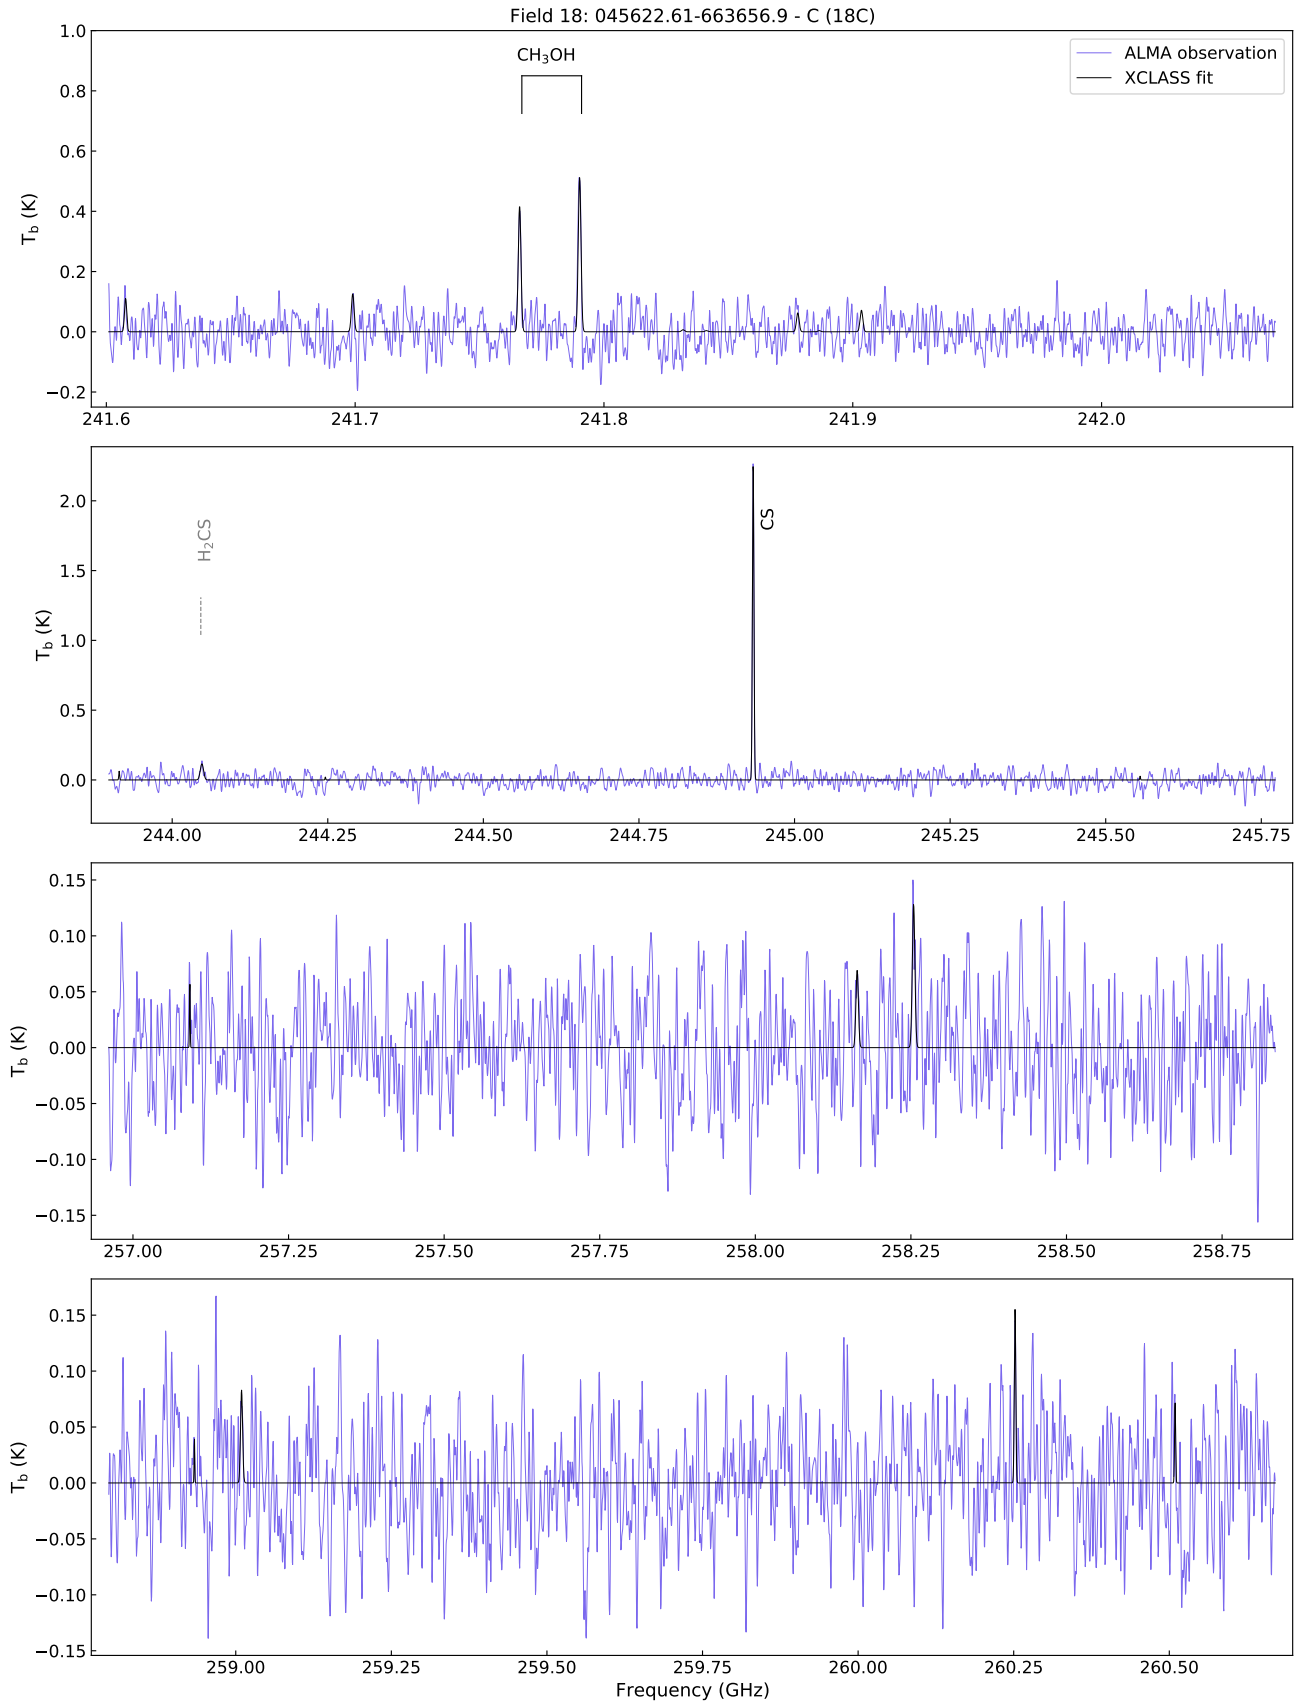 Field 18: 045622.61-663656.9 - C (18C)
1.0
0.8
0.6
0.4
0.2
0.0
−0.2
T_b (K)
CH₃OH
ALMA observation
XCLASS fit
241.6 241.7 241.8 241.9 242.0
2.0
1.5
1.0
0.5
0.0
T_b (K)
H₂CS
CS
244.00 244.25 244.50 244.75 245.00 245.25 245.50 245.75
0.15
0.10
0.05
0.00
−0.05
−0.10
−0.15
T_b (K)
257.00 257.25 257.50 257.75 258.00 258.25 258.50 258.75
0.15
0.10
0.05
0.00
−0.05
−0.10
−0.15
T_b (K)
259.00 259.25 259.50 259.75 260.00 260.25 260.50
Frequency (GHz)